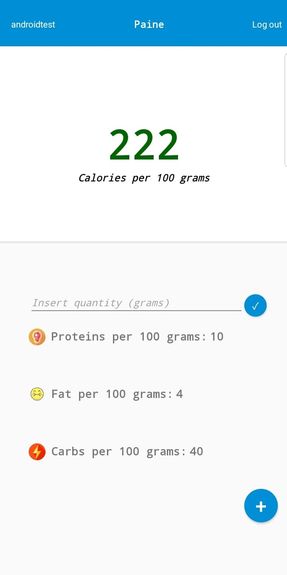 androidtest Paine Log out
222
Calories per 100 grams
Insert quantity (grams)
Proteins per 100 grams: 10
Fat per 100 grams: 4
Carbs per 100 grams: 40